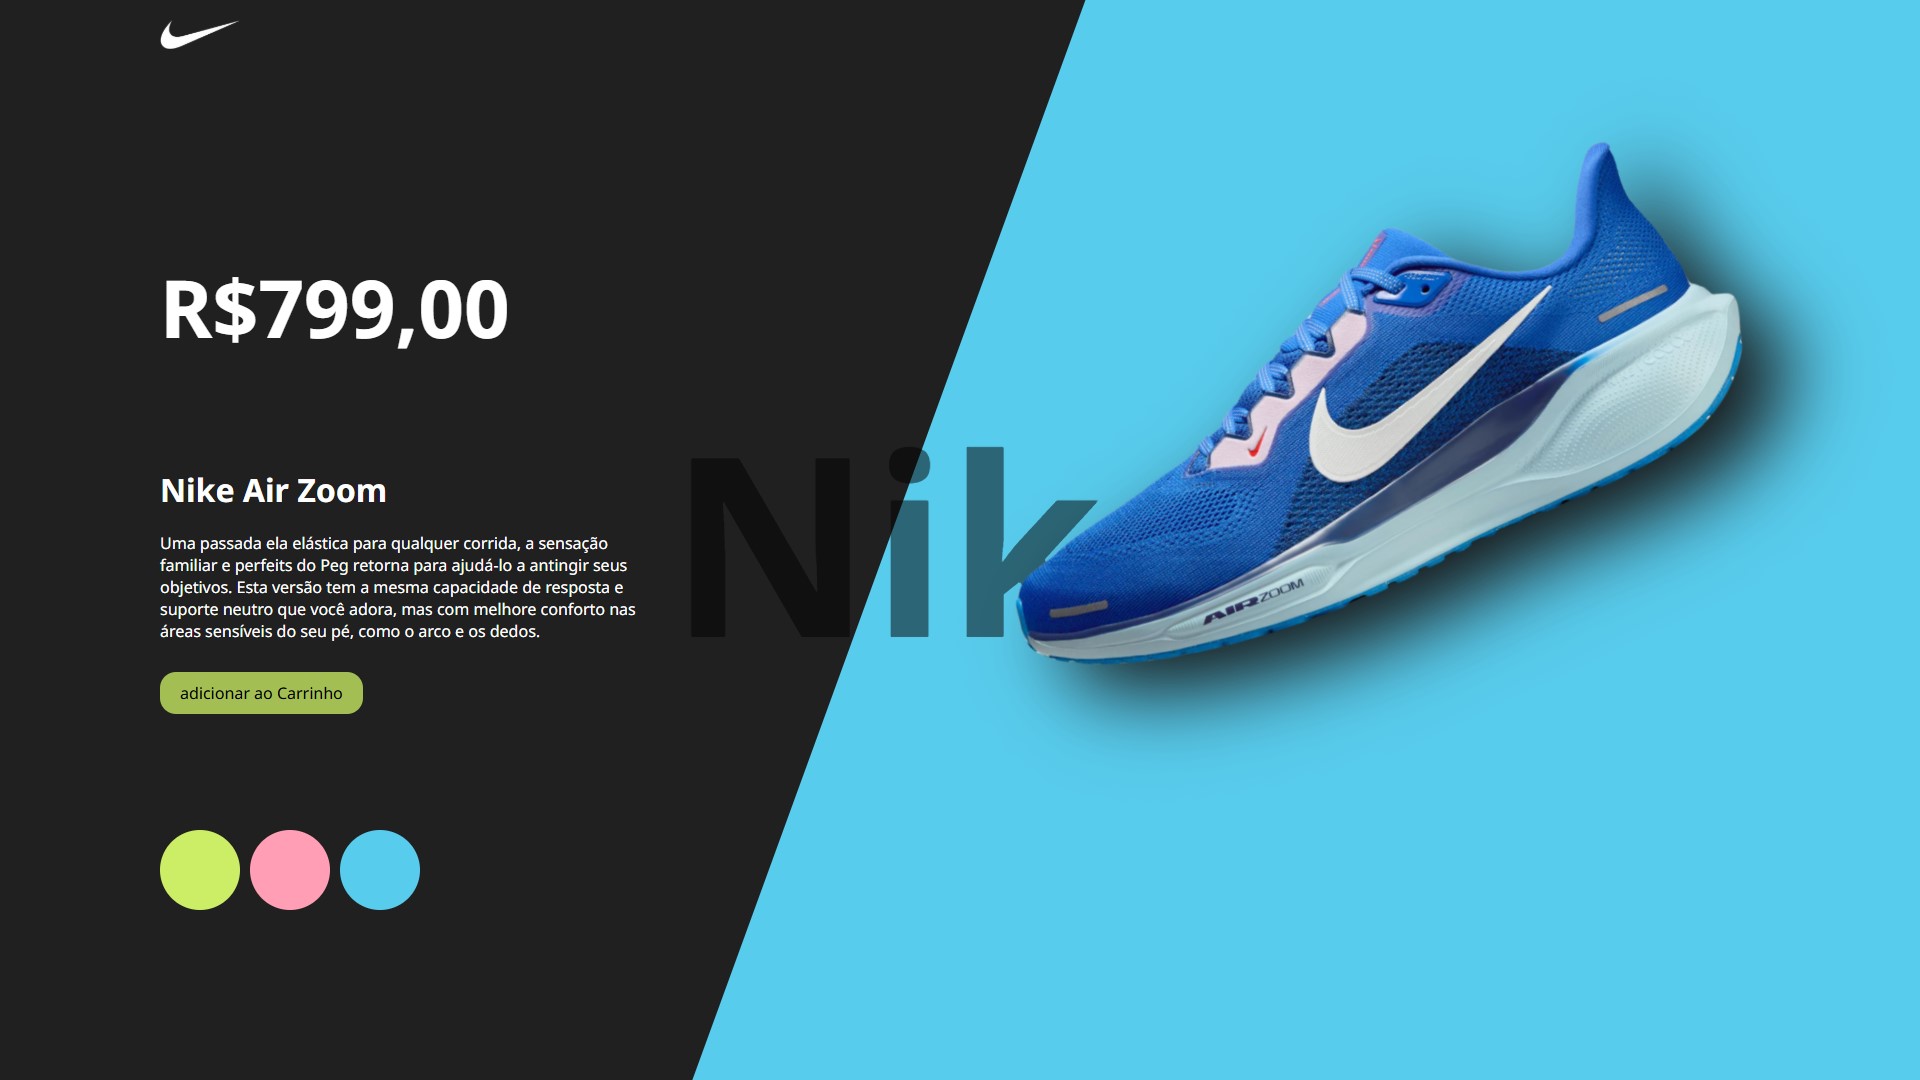 R$799,00
Nike Air Zoom
Uma passada ela elástica para qualquer corrida, a sensação
familiar e perfeits do Peg retorna para ajudá-lo a antingir seus
objetivos. Esta versão tem a mesma capacidade de resposta e
suporte neutro que você adora, mas com melhore conforto nas
áreas sensíveis do seu pé, como o arco e os dedos.
adicionar ao Carrinho
Nik
AIR ZOOM